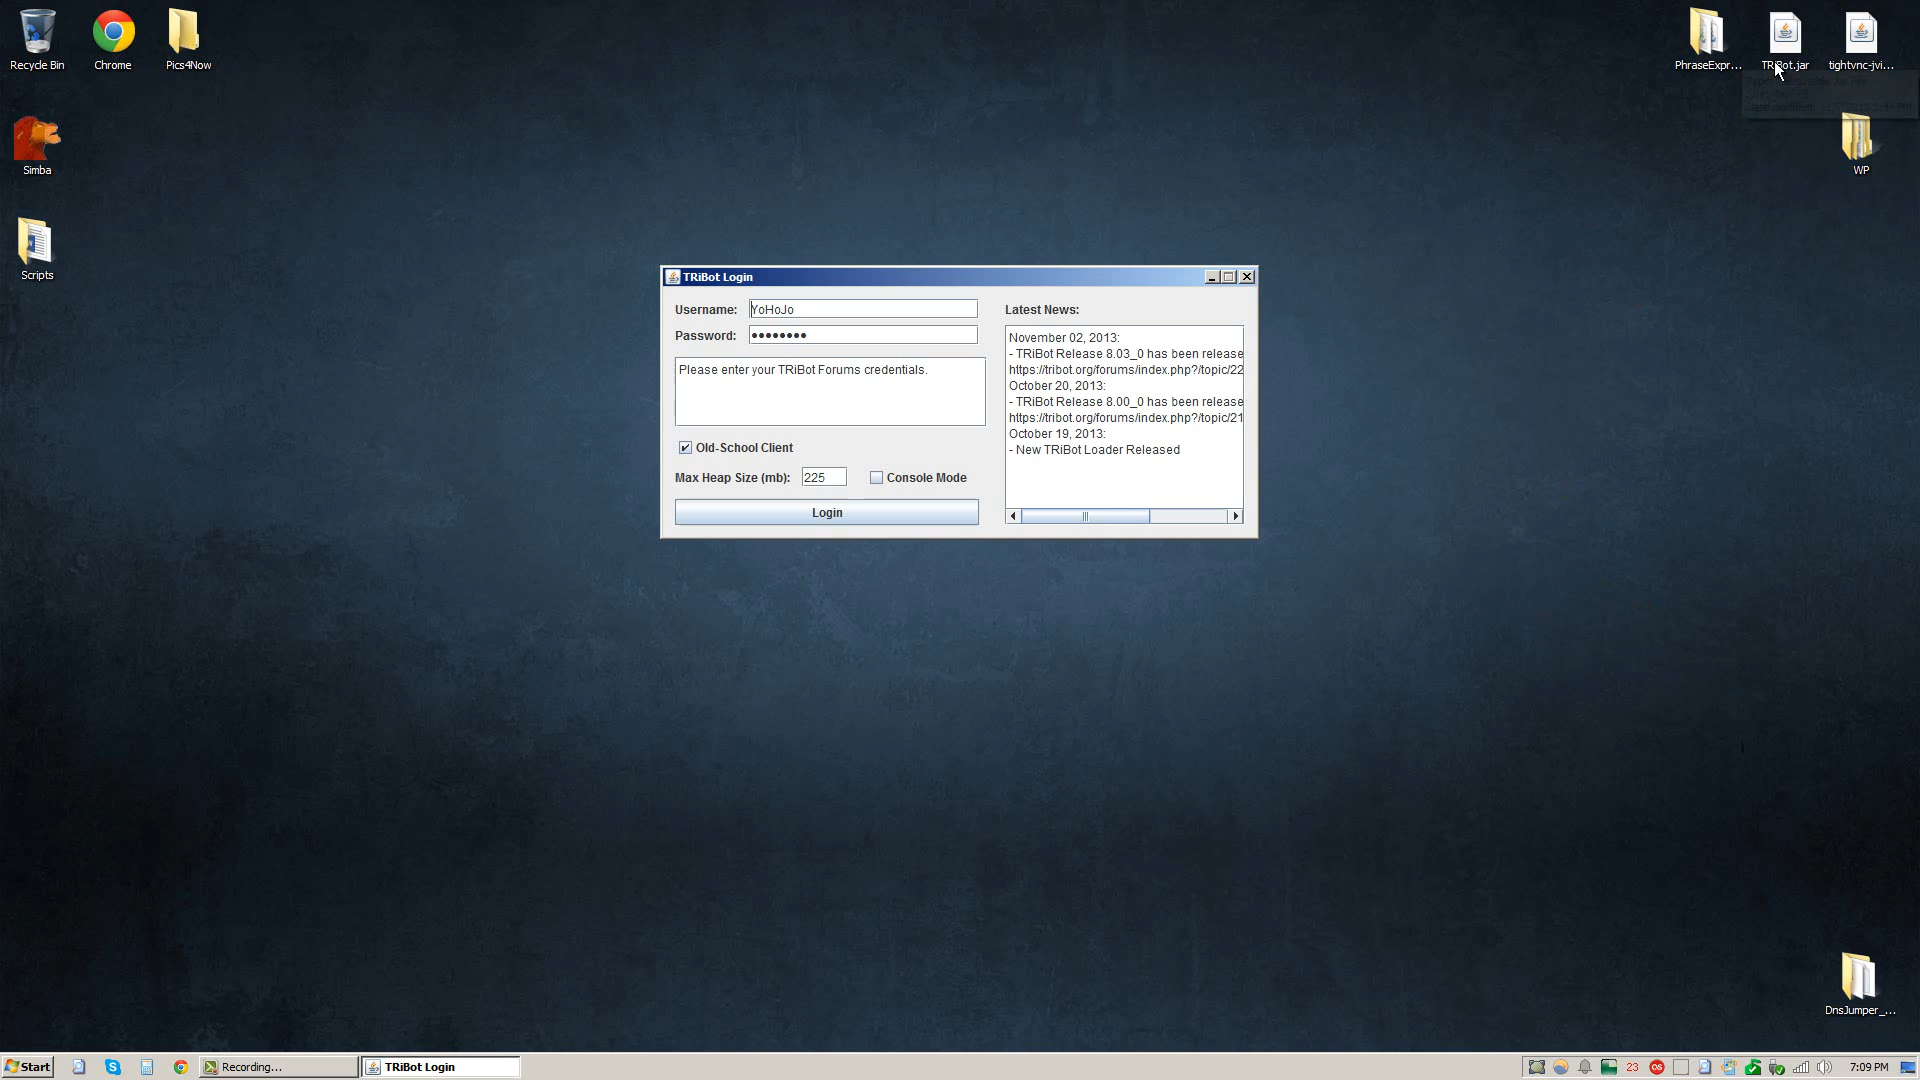 Recycle Bin
Chrome
Pics4Now
PhraseExpr...
TRiBot.jar
tightvnc-jvi...
Simba
WP
Scripts
TRiBot Login
Username:
YoHoJo
Password:
Please enter your TRiBot Forums credentials.
Old-School Client
Max Heap Size (mb):
225
Console Mode
Login
Latest News:
November 02, 2013:
- TRiBot Release 8.03_0 has been release
https://tribot.org/forums/index.php?/topic/22
October 20, 2013:
- TRiBot Release 8.00_0 has been release
https://tribot.org/forums/index.php?/topic/21
October 19, 2013:
- New TRiBot Loader Released
DnsJumper_...
Start
Recording...
TRiBot Login
23
7:09 PM